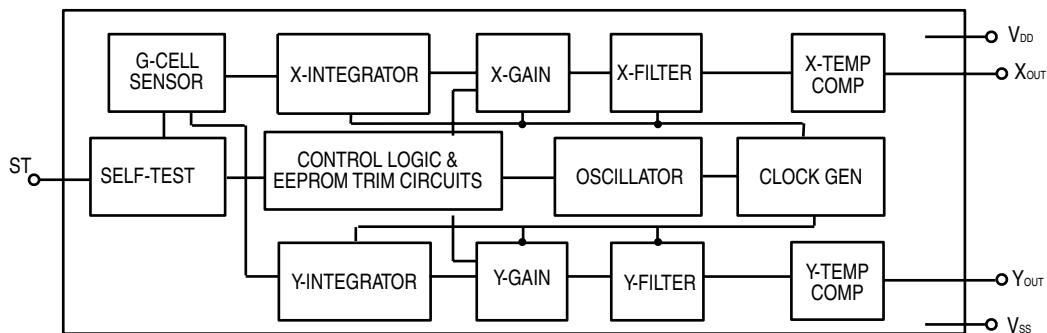 G-CELL
SENSOR
X-INTEGRATOR
X-GAIN
X-FILTER
X-TEMP
COMP
VDD
XOUT
ST
SELF-TEST
CONTROL LOGIC &
EEPROM TRIM CIRCUITS
OSCILLATOR
CLOCK GEN
Y-INTEGRATOR
Y-GAIN
Y-FILTER
Y-TEMP
COMP
YOUT
VSS